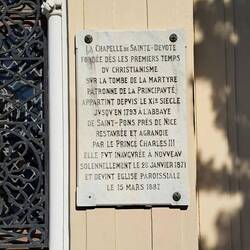 LA CHAPELLE DE SAINTE-DEVOTE
FONDÉE DÈS LES PREMIERS TEMPS
DU CHRISTIANISME
SUR LA TOMBE DE LA MARTYRE
PATRONNE DE LA PRINCIPAUTÉ
APPARTINT DEPUIS LE XIE SIECLE
JUSQU'EN 1793 A L'ABBAYE
DE SAINT-PONS PRÈS DE NICE
RESTAURÉE ET AGRANDIE
PAR LE PRINCE CHARLES III
ELLE FUT INAUGURÉE A NOUVEAU
SOLENNELLEMENT LE 26 JANVIER 1871
ET DEVINT EGLISE PAROISSIALE
LE 15 MARS 1887